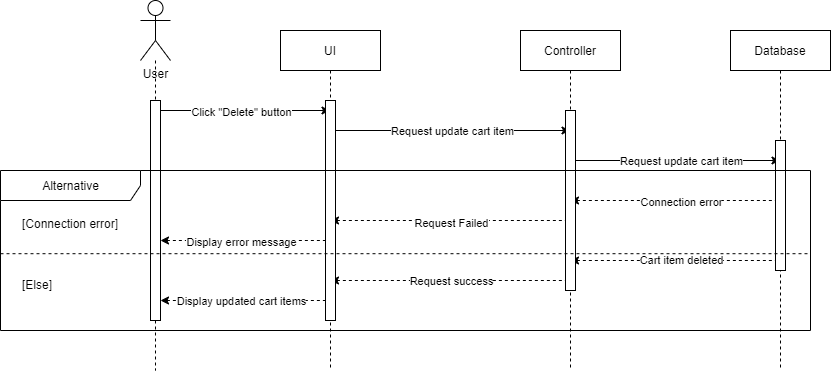 User
UI
Controller
Database
Click "Delete" button
Request update cart item
Request update cart item
Alternative
Connection error
[Connection error]
Request Failed
Display error message
Cart item deleted
[Else]
Request success
Display updated cart items